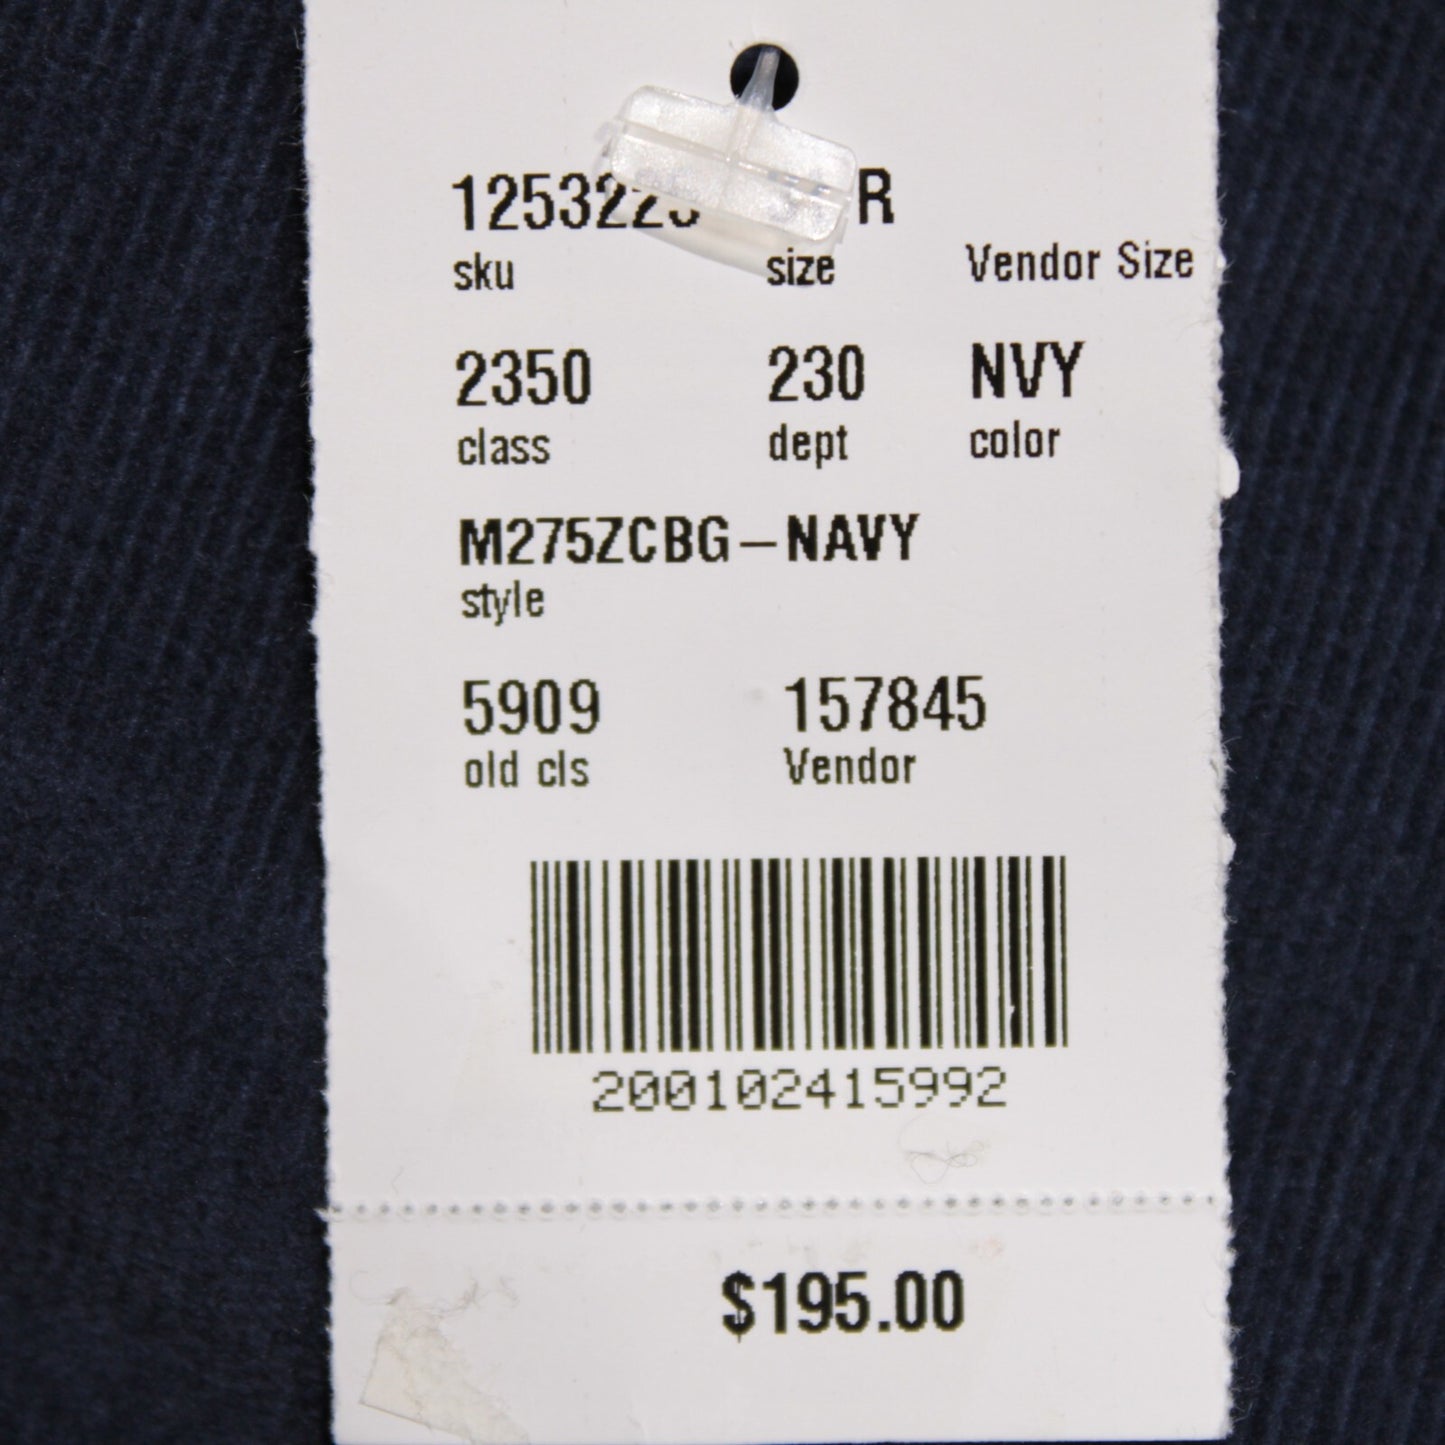 R
sku size Vendor Size
2350 230 NVY
class dept color
M275ZCBG-NAVY
style
5909 157845
old cls Vendor
200102415992
$195.00